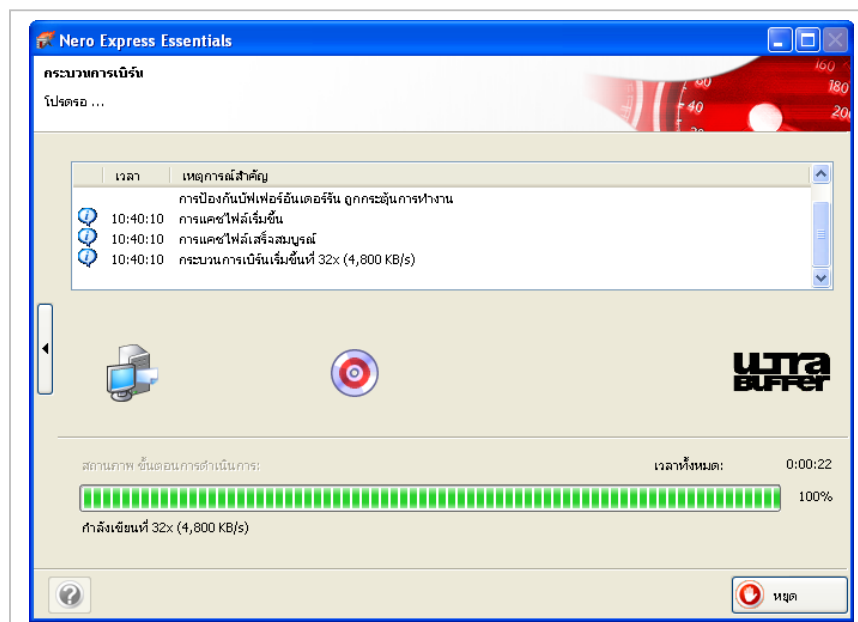 Nero Express Essentials
กระบวนการเบิร์น
โปรดรอ ...
160
180
200
60
40
เวลา เหตุการณ์สำคัญ
การป้องกันบัฟเฟอร์อันเดอร์รัน ถูกกระตุ้นการทำงาน
10:40:10 การแคชไฟล์เริ่มขึ้น
10:40:10 การแคชไฟล์เสร็จสมบูรณ์
10:40:10 กระบวนการเบิร์นเริ่มขึ้นที่ 32x (4,800 KB/s)
ULTRA
BUFFER
สถานภาพ ขั้นตอนการดำเนินการ: เวลาทั้งหมด: 0:00:22
100%
กำลังเขียนที่ 32x (4,800 KB/s)
หยุด